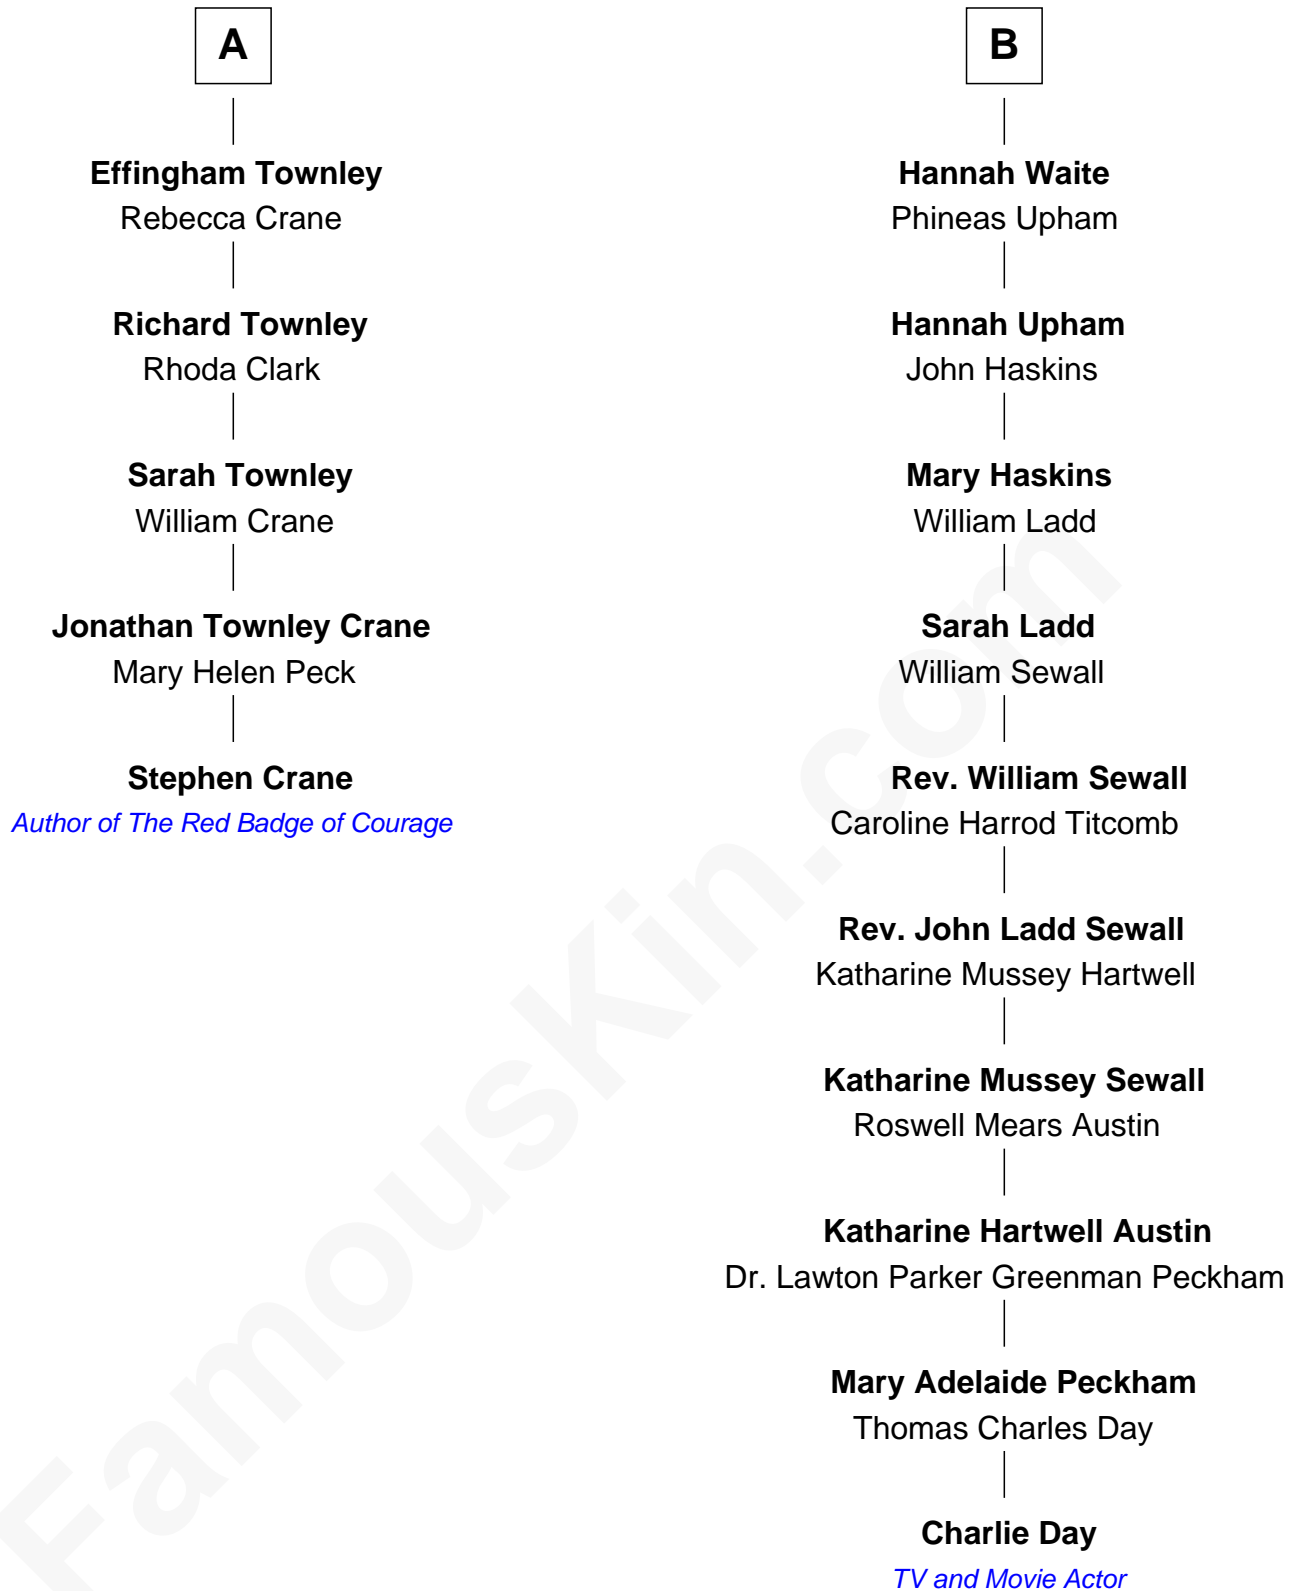 A
Effingham Townley
Rebecca Crane
Richard Townley
Rhoda Clark
Sarah Townley
William Crane
Jonathan Townley Crane
Mary Helen Peck
Stephen Crane
Author of The Red Badge of Courage
B
Hannah Waite
Phineas Upham
Hannah Upham
John Haskins
Mary Haskins
William Ladd
Sarah Ladd
William Sewall
Rev. William Sewall
Caroline Harrod Titcomb
Rev. John Ladd Sewall
Katharine Mussey Hartwell
Katharine Mussey Sewall
Roswell Mears Austin
Katharine Hartwell Austin
Dr. Lawton Parker Greenman Peckham
Mary Adelaide Peckham
Thomas Charles Day
Charlie Day
TV and Movie Actor
FamousKin.com